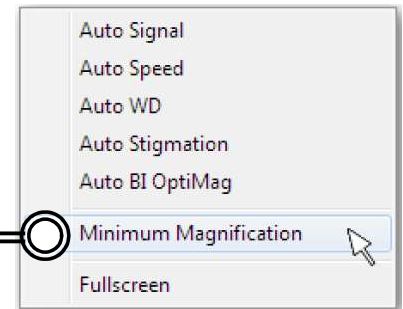 Auto Signal
Auto Speed
Auto WD
Auto Stigmation
Auto BI OptiMag
Minimum Magnification
Fullscreen